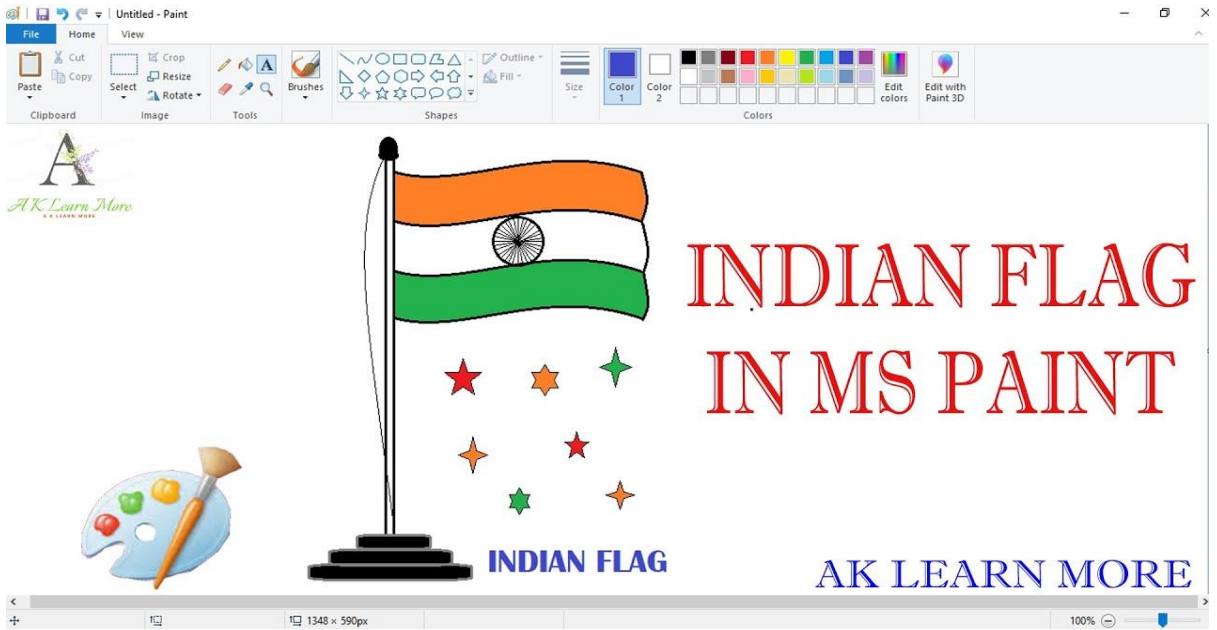 Untitled - Paint
File Home View
Paste
Cut
Copy
Clipboard
Select
Crop
Resize
Rotate
Image
A
Tools
Brushes
Shapes
Outline
Fill
Size
Color 1
Color 2
Edit colors
Colors
Edit with Paint 3D
A
AK Learn More
A K LEARN MORE
INDIAN FLAG
IN MS PAINT
INDIAN FLAG
AK LEARN MORE
1348 × 590px
100%